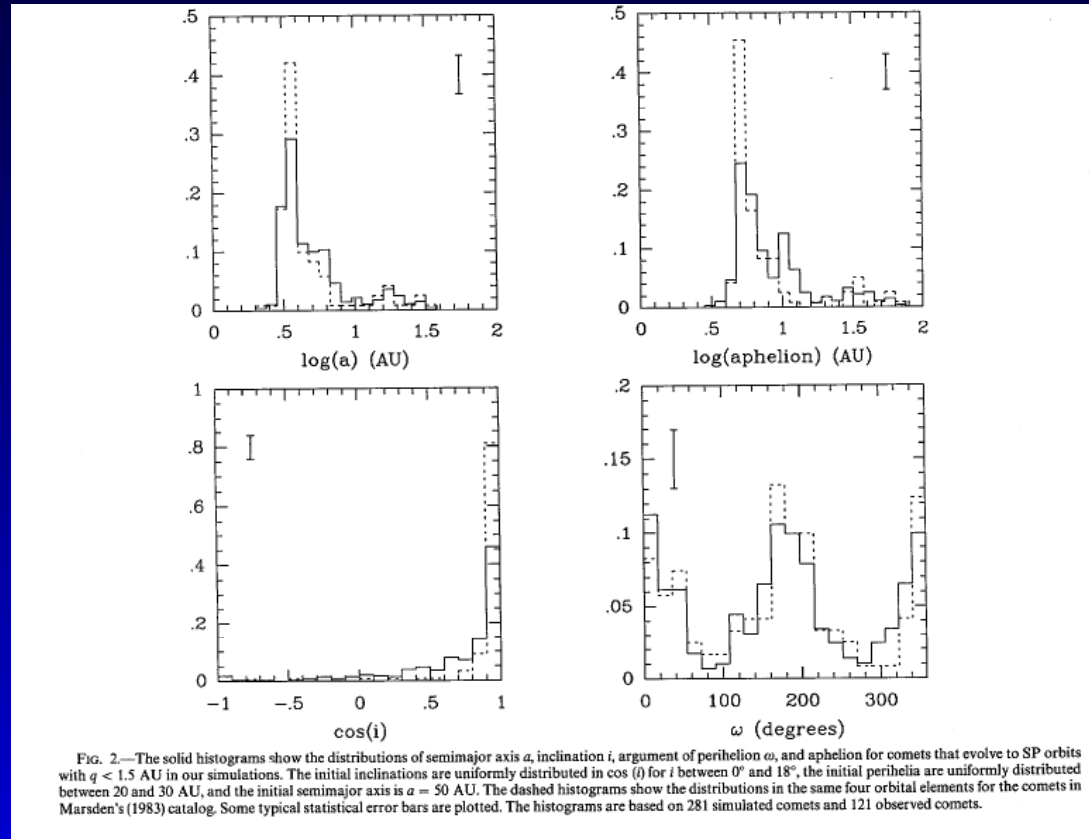 .5
.4
.3
.2
.1
0
0 .5 1 1.5 2
log(a) (AU)
.5
.4
.3
.2
.1
0
0 .5 1 1.5 2
log(aphelion) (AU)
1
.8
.6
.4
.2
0
−1 −.5 0 .5 1
cos(i)
.2
.15
.1
.05
0
0 100 200 300
ω (degrees)
FIG. 2.—The solid histograms show the distributions of semimajor axis a, inclination i, argument of perihelion ω, and aphelion for comets that evolve to SP orbits
with q < 1.5 AU in our simulations. The initial inclinations are uniformly distributed in cos (i) for i between 0° and 18°, the initial perihelia are uniformly distributed
between 20 and 30 AU, and the initial semimajor axis is a = 50 AU. The dashed histograms show the distributions in the same four orbital elements for the comets in
Marsden's (1983) catalog. Some typical statistical error bars are plotted. The histograms are based on 281 simulated comets and 121 observed comets.